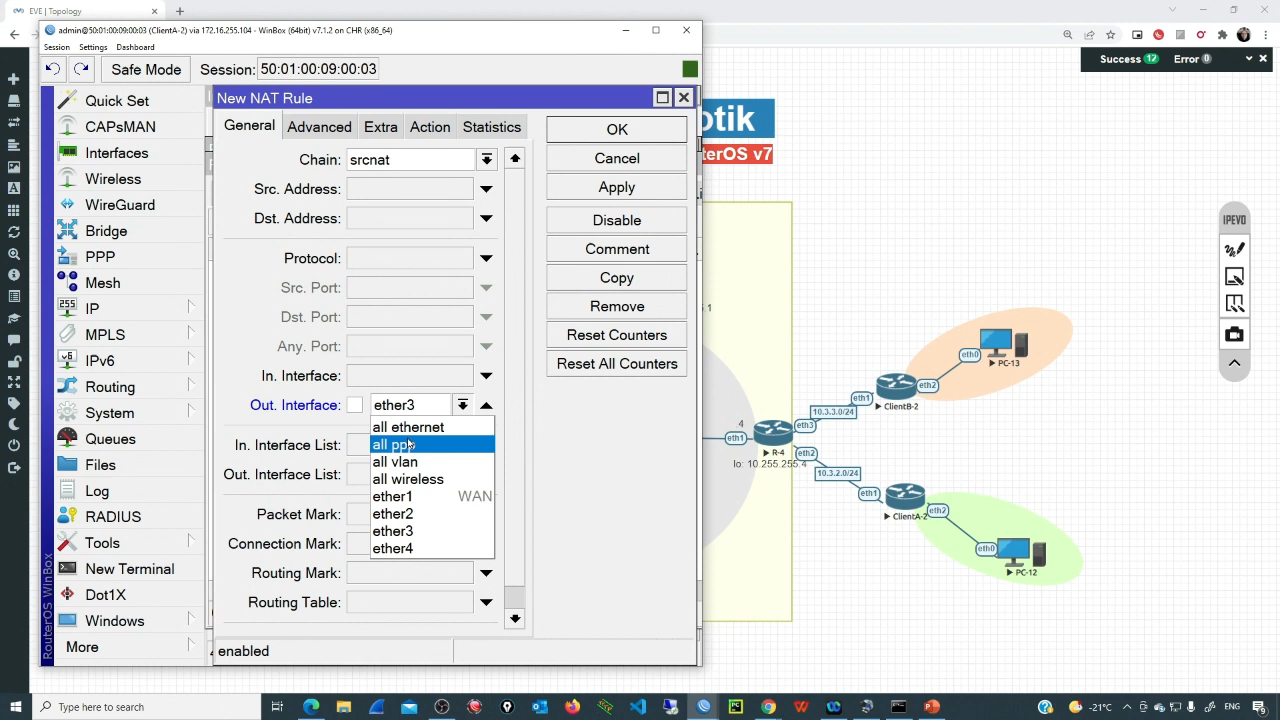 EVE | Topology
admin@50:01:00:09:00:03 (ClientA-2) via 172.16.255.104 - WinBox (64bit) v7.1.2 on CHR (x86_64)
Session Settings Dashboard
Safe Mode Session: 50:01:00:09:00:03
Success 12 Error 0
New NAT Rule
General Advanced Extra Action Statistics
Quick Set
CAPsMAN
Interfaces
Wireless
WireGuard
Bridge
PPP
Mesh
IP
MPLS
IPv6
Routing
System
Queues
Files
Log
RADIUS
Tools
New Terminal
Dot1X
Windows
More
RouterOS WinBox
Chain: srcnat
Src. Address:
Dst. Address:
Protocol:
Src. Port:
Dst. Port:
Any. Port:
In. Interface:
Out. Interface: ether3
all ethernet
all ppp
all vlan
all wireless
ether1 WAN
ether2
ether3
ether4
In. Interface List:
Out. Interface List:
Packet Mark:
Connection Mark:
Routing Mark:
Routing Table:
enabled
OK
Cancel
Apply
Disable
Comment
Copy
Remove
Reset Counters
Reset All Counters
otik
terOS v7
IPEVO
eth0
PC-13
eth2
ClientB-2
eth1
10.3.3.0/24
eth3
4
eth1
R-4
eth2
lo: 10.255.255.4
10.3.2.0/24
eth1
ClientA-2
eth2
eth0
PC-12
Type here to search
-21°C
ENG